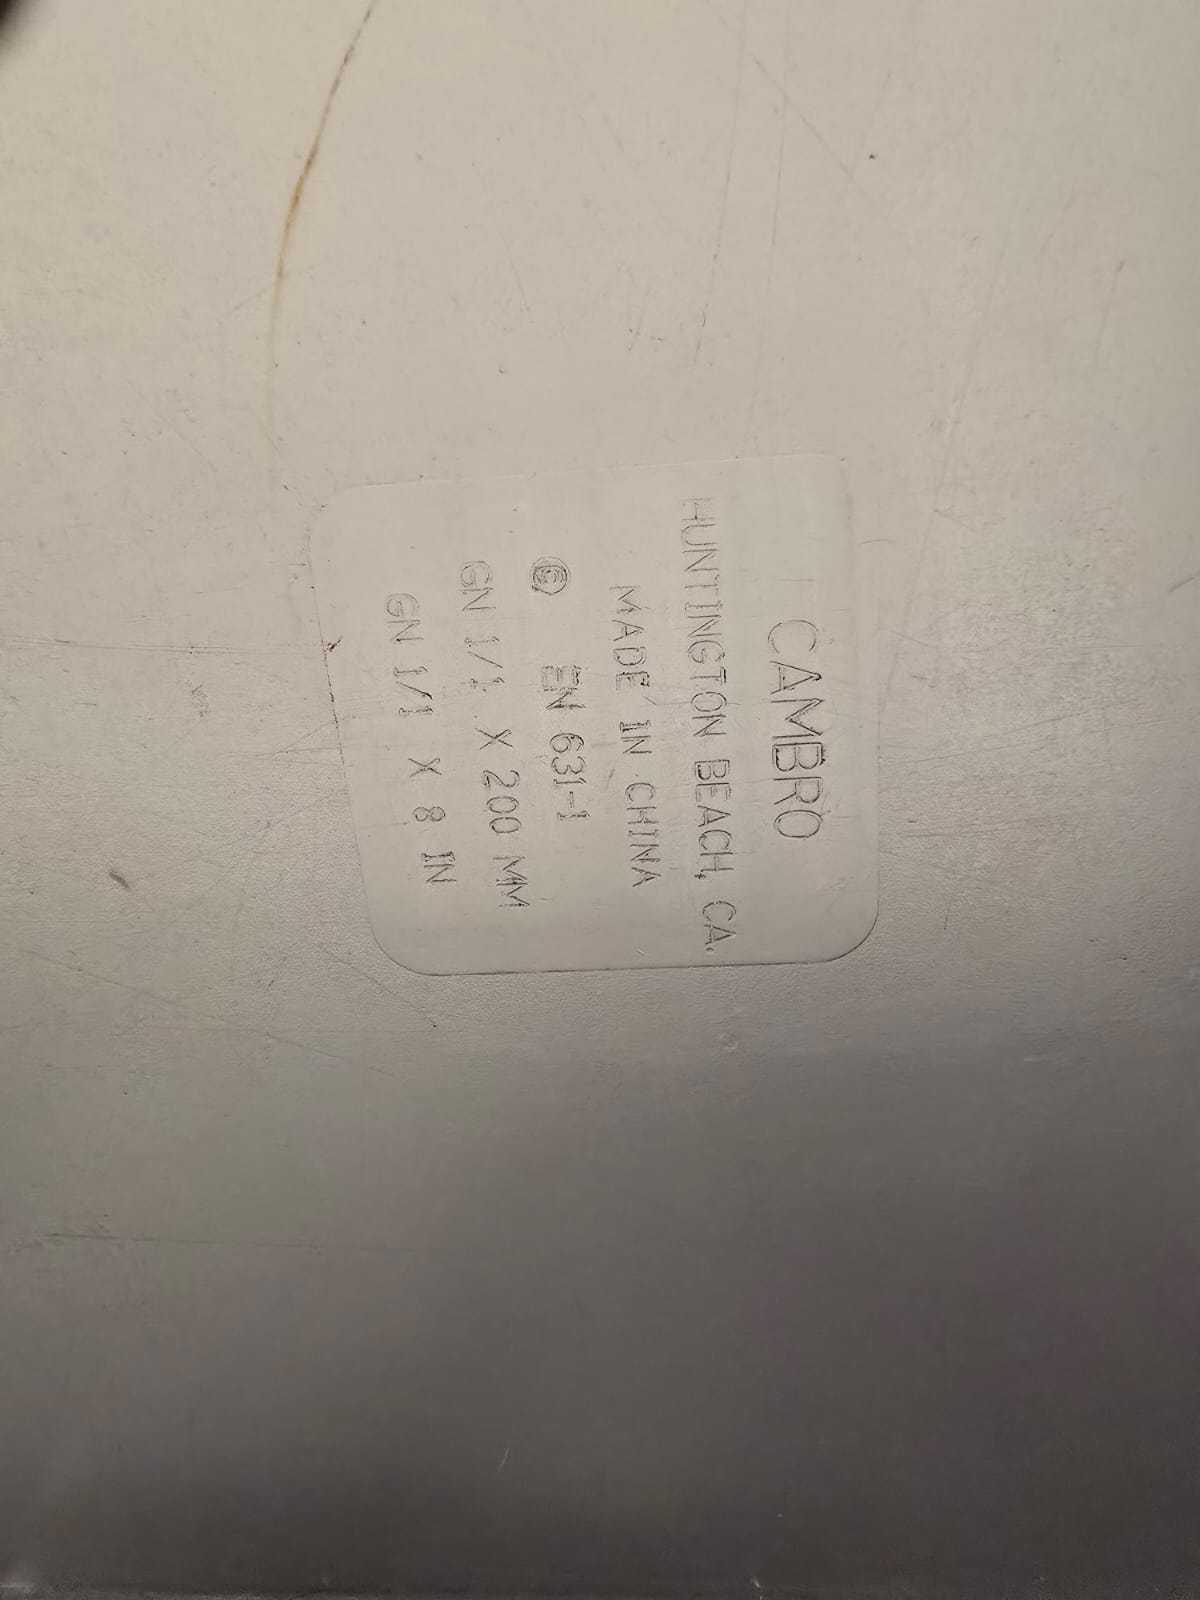 CAMBRO
HUNTINGTON BEACH, CA.
MADE IN CHINA
© EN 631-1
GN 1/1 X 200 MM
GN 1/1 X 8 IN